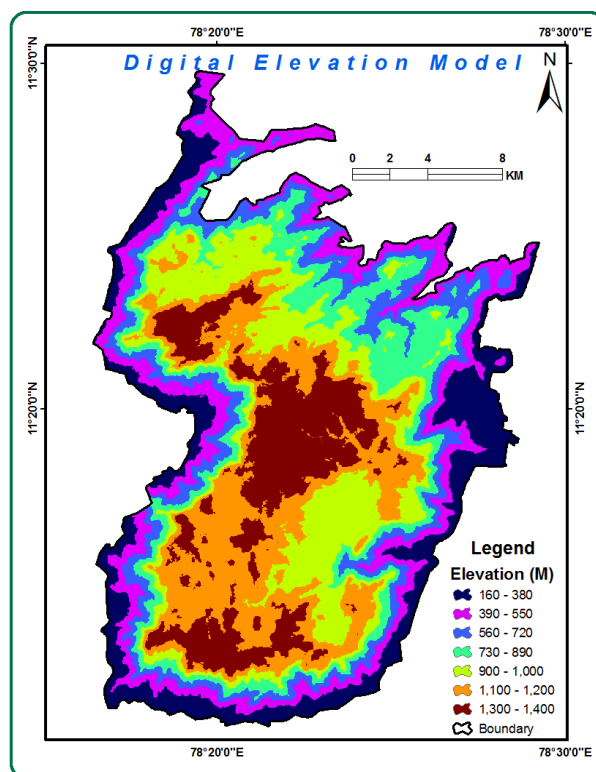 78°20'0"E 78°30'0"E
11°30'0"N
Digital Elevation Model
N
0 2 4 8
KM
11°20'0"N
11°20'0"N
Legend
Elevation (M)
160 - 380
390 - 550
560 - 720
730 - 890
900 - 1,000
1,100 - 1,200
1,300 - 1,400
Boundary
78°20'0"E 78°30'0"E